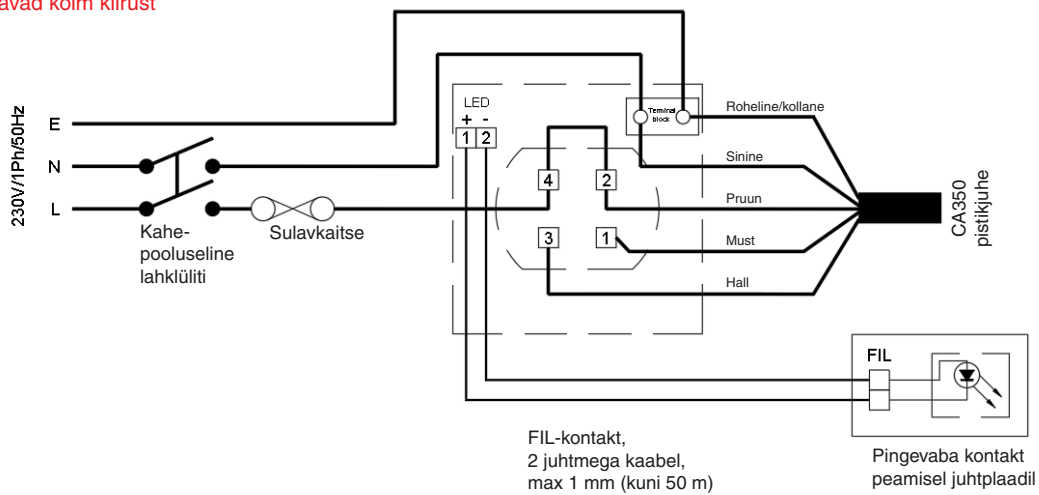 avad kolm kiirust
230V/1Ph/50Hz
E
N
L
Kahe-
pooluseline
lahklüliti
Sulavkaitse
LED
+ -
1 2
Terminal
block
4 2
3 1
Roheline/kollane
Sinine
Pruun
Must
Hall
CA350
pistikjuhe
FIL
FIL-kontakt,
2 juhtmega kaabel,
max 1 mm (kuni 50 m)
Pingevaba kontakt
peamisel juhtplaadil